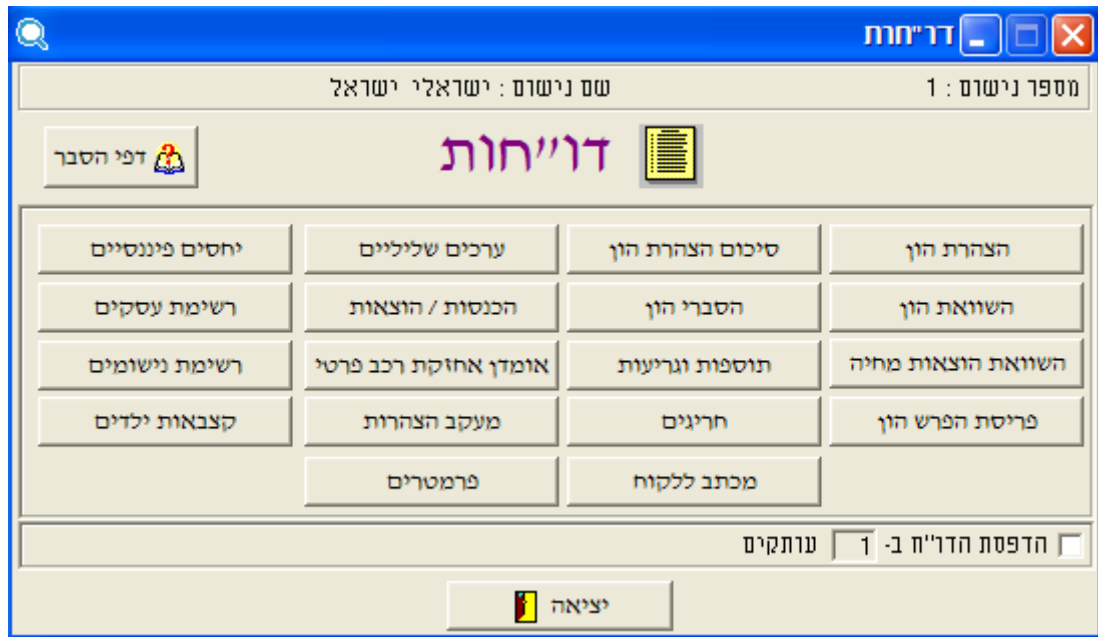 דו"חות
מספר נישום : 1 שם נישום : ישראלי ישראל
דו"חות דפי הסבר
הצהרת הון סיכום הצהרת הון ערכים שליליים יחסים פיננסיים
השוואת הון הסברי הון הכנסות / הוצאות רשימת עסקים
השוואת הוצאות מחיה תוספות וגריעות אומדן אחזקת רכב פרטי רשימת נישומים
פריסת הפרש הון חריגים מעקב הצהרות קצבאות ילדים
מכתב ללקוח פרמטרים
הדפסת הדו"ח ב- 1 עותקים
יציאה